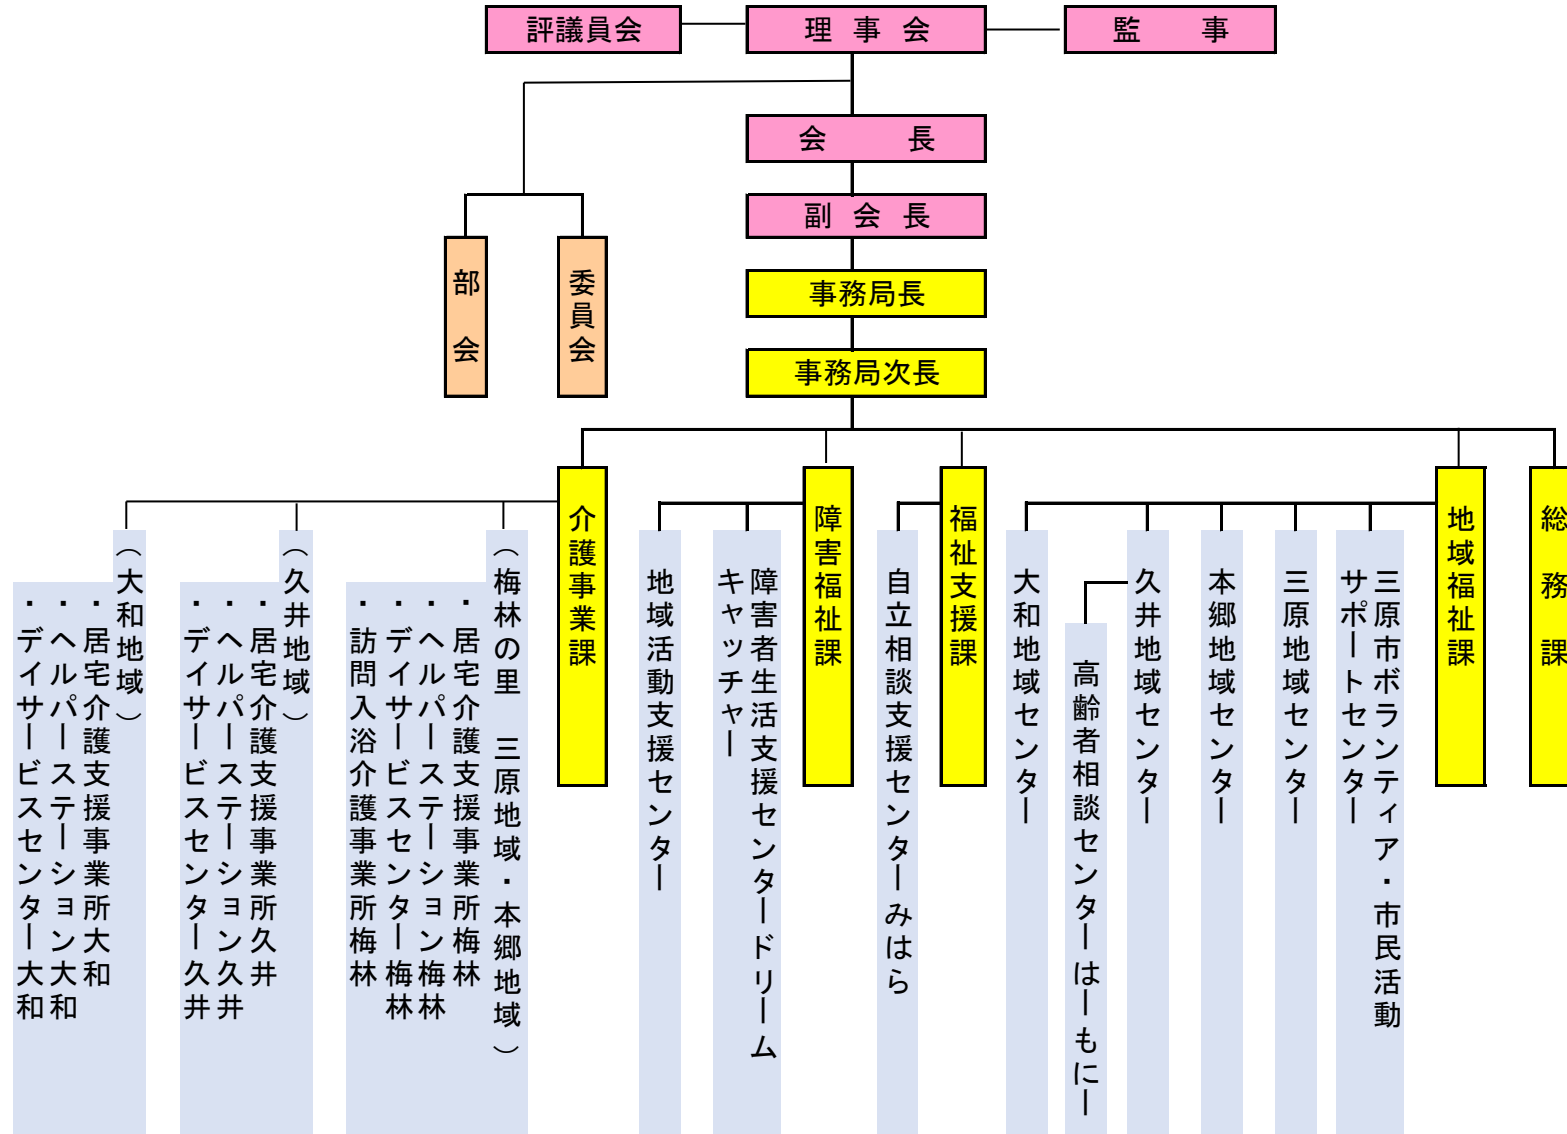 評議員会
理事会
監事
会長
副会長
事務局長
事務局次長
部会
委員会
総務課
地域福祉課
三原市ボランティア・市民活動
サポートセンター
三原地域センター
本郷地域センター
久井地域センター
高齢者相談センターはーもにー
大和地域センター
福祉支援課
自立相談支援センターみはら
障害福祉課
障害者生活支援センタードリーム
キャッチャー
地域活動支援センター
介護事業課
（梅林の里　三原地域・本郷地域）
・居宅介護支援事業所梅林
・ヘルパーステーション梅林
・デイサービスセンター梅林
・訪問入浴介護事業所梅林
（久井地域）
・居宅介護支援事業所久井
・ヘルパーステーション久井
・デイサービスセンター久井
（大和地域）
・居宅介護支援事業所大和
・ヘルパーステーション大和
・デイサービスセンター大和